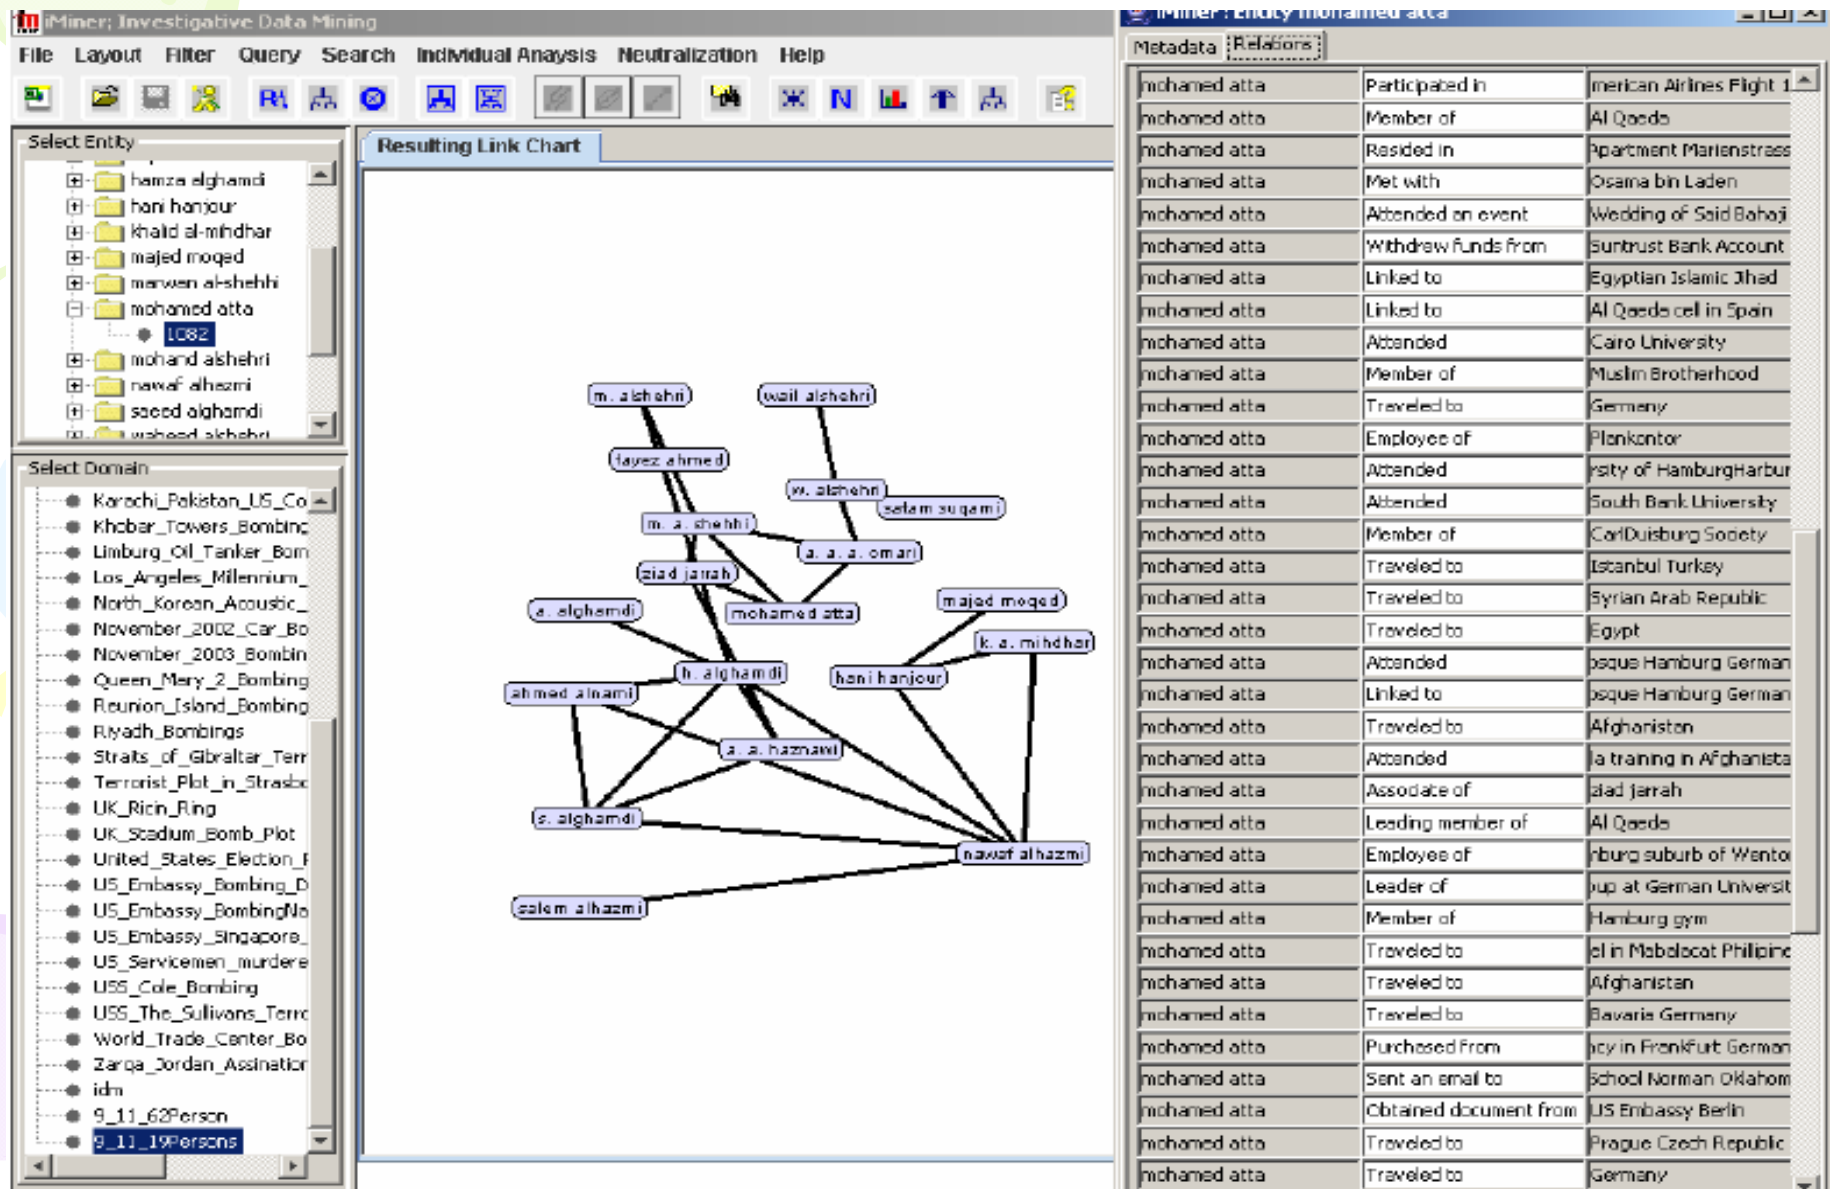 iMiner; Investigative Data Mining
File Layout Filter Query Search Individual Anaysis Neutralization Help
Select Entity
hamza alghamdi
hani hanjour
khalid al-mihdhar
majed moqed
marwan al-shehhi
mohamed atta
1082
mohand alshehri
nawaf alhazmi
saeed alghamdi
waheed alshehri
Select Domain
Karachi_Pakistan_US_Co
Khobar_Towers_Bombing
Limburg_Oil_Tanker_Bom
Los_Angeles_Millennium_
North_Korean_Acoustic_
November_2002_Car_Bo
November_2003_Bombin
Queen_Mary_2_Bombing
Reunion_Island_Bombing
Riyadh_Bombings
Straits_of_Gibraltar_Terr
Terrorist_Plot_in_Strasbo
UK_Ricin_Ring
UK_Stadium_Bomb_Plot
United_States_Election_F
US_Embassy_Bombing_D
US_Embassy_BombingNa
US_Embassy_Singapore_
US_Servicemen_murdere
USS_Cole_Bombing
USS_The_Sullivans_Terro
World_Trade_Center_Bo
Zarqa_Jordan_Assination
idm
9_11_62Person
9_11_19Persons
Resulting Link Chart
m. alshehri
wail alshehri
fayez ahmed
w. alshehri
satam suqami
m. a. shehhi
a. a. a. omari
ziad jarrah
majed moqed
a. alghamdi
mohamed atta
k. a. mihdhar
h. alghamdi
hani hanjour
ahmed alnami
a. a. haznawi
s. alghamdi
nawaf alhazmi
salem alhazmi
iMiner : Entity mohamed atta
Metadata Relations
mohamed atta Participated in merican Airlines Flight 1
mohamed atta Member of Al Qaeda
mohamed atta Resided in Apartment Marienstrass
mohamed atta Met with Osama bin Laden
mohamed atta Attended an event Wedding of Said Bahaji
mohamed atta Withdrew funds from Suntrust Bank Account
mohamed atta Linked to Egyptian Islamic Jihad
mohamed atta Linked to Al Qaeda cell in Spain
mohamed atta Attended Cairo University
mohamed atta Member of Muslim Brotherhood
mohamed atta Traveled to Germany
mohamed atta Employee of Plankontor
mohamed atta Attended rsity of HamburgHarbur
mohamed atta Attended South Bank University
mohamed atta Member of CarlDuisburg Society
mohamed atta Traveled to Istanbul Turkey
mohamed atta Traveled to Syrian Arab Republic
mohamed atta Traveled to Egypt
mohamed atta Attended osque Hamburg German
mohamed atta Linked to osque Hamburg German
mohamed atta Traveled to Afghanistan
mohamed atta Attended la training in Afghanista
mohamed atta Associate of ziad jarrah
mohamed atta Leading member of Al Qaeda
mohamed atta Employee of nburg suburb of Wentor
mohamed atta Leader of oup at German Universit
mohamed atta Member of Hamburg gym
mohamed atta Traveled to el in Mabalacat Philipine
mohamed atta Traveled to Afghanistan
mohamed atta Traveled to Bavaria Germany
mohamed atta Purchased from acy in Frankfurt German
mohamed atta Sent an email to School Norman Oklahom
mohamed atta Obtained document from US Embassy Berlin
mohamed atta Traveled to Prague Czech Republic
mohamed atta Traveled to Germany